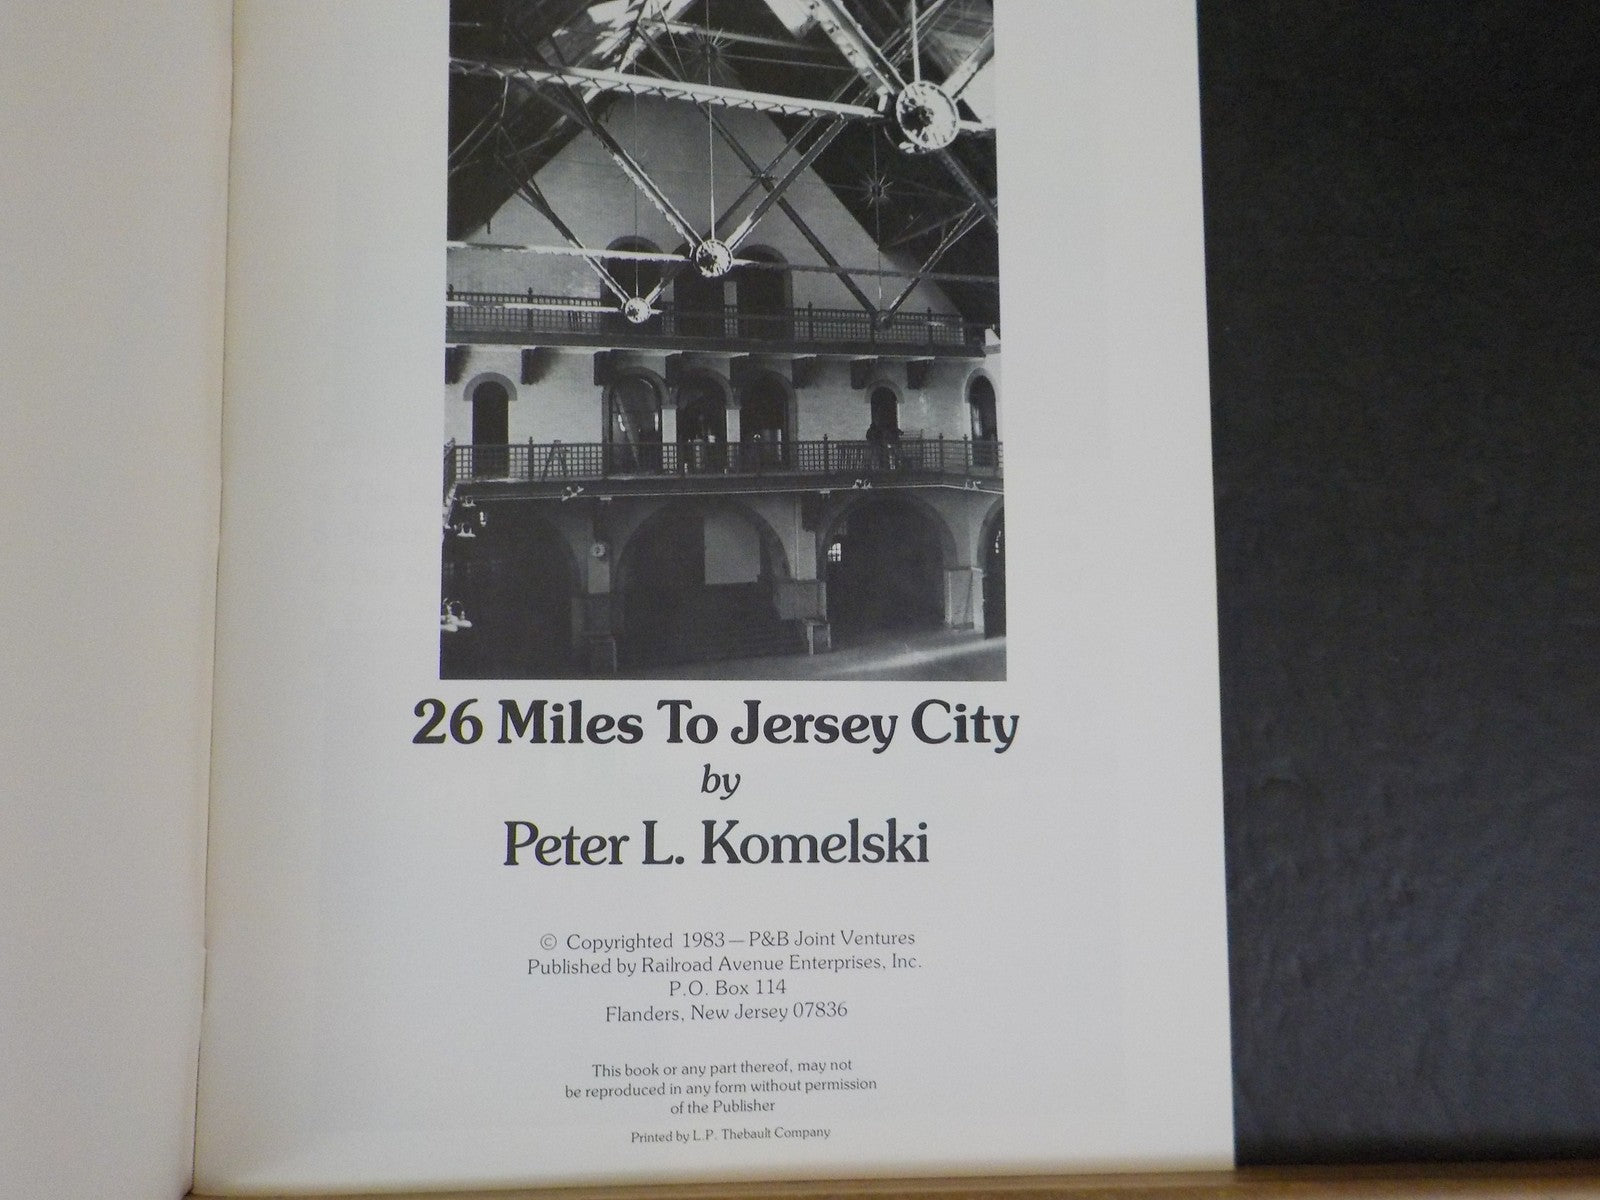 26 Miles To Jersey City
by
Peter L. Komelski
© Copyrighted 1983 — P&B Joint Ventures
Published by Railroad Avenue Enterprises, Inc.
P.O. Box 114
Flanders, New Jersey 07836
This book or any part thereof, may not
be reproduced in any form without permission
of the Publisher
Printed by L.P. Thebault Company